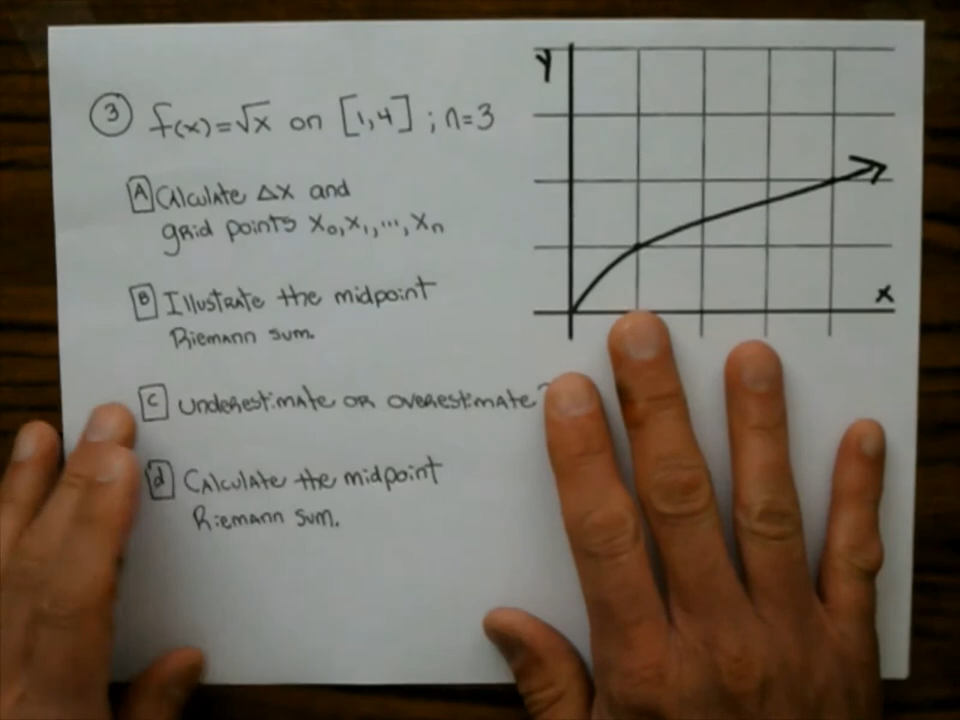 3 f(x)=√x on [1,4] ; n=3
A Calculate Δx and
grid points x₀,x₁,...,xₙ
B Illustrate the midpoint
Riemann sum.
C Underestimate or overestimate?
d Calculate the midpoint
Riemann sum.
y
x